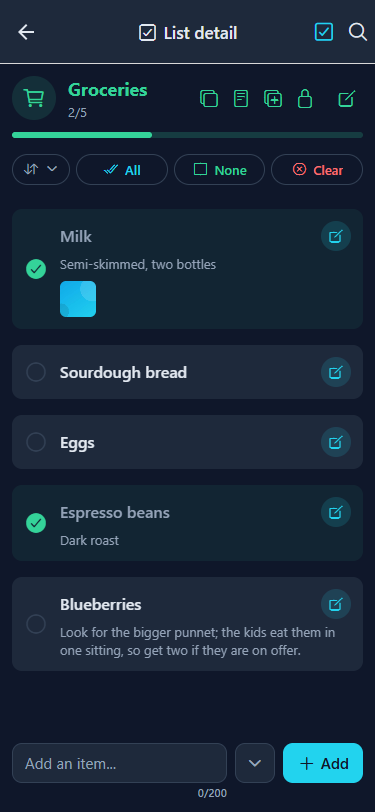 List detail
Groceries
2/5
All
None
Clear
Milk
Semi-skimmed, two bottles
Sourdough bread
Eggs
Espresso beans
Dark roast
Blueberries
Look for the bigger punnet; the kids eat them in
one sitting, so get two if they are on offer.
Add an item...
Add
0/200